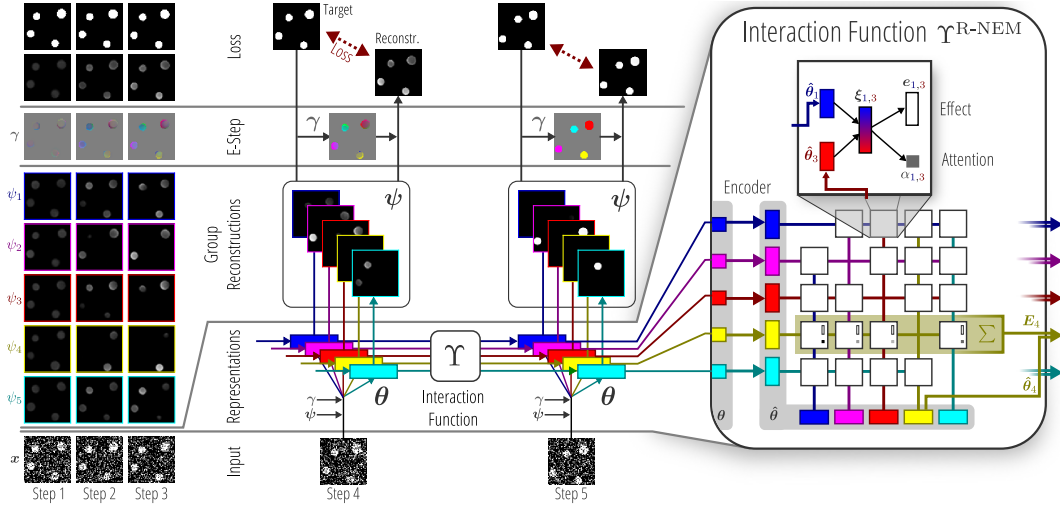 Loss
Target
Reconstr.
Loss
γ
E-Step
γ
γ
ψ₁
ψ₂
ψ₃
ψ₄
ψ₅
Group
Reconstructions
ψ
ψ
Representations
Υ
Interaction
Function
θ
θ
γ
ψ
γ
ψ
x
Input
Step 1
Step 2
Step 3
Step 4
Step 5
Interaction Function Υ^R-NEM
θ̂₁
ξ₁,₃
e₁,₃
Effect
θ̂₃
α₁,₃
Attention
Encoder
Σ
E₄
θ̂₄
θ
θ̂